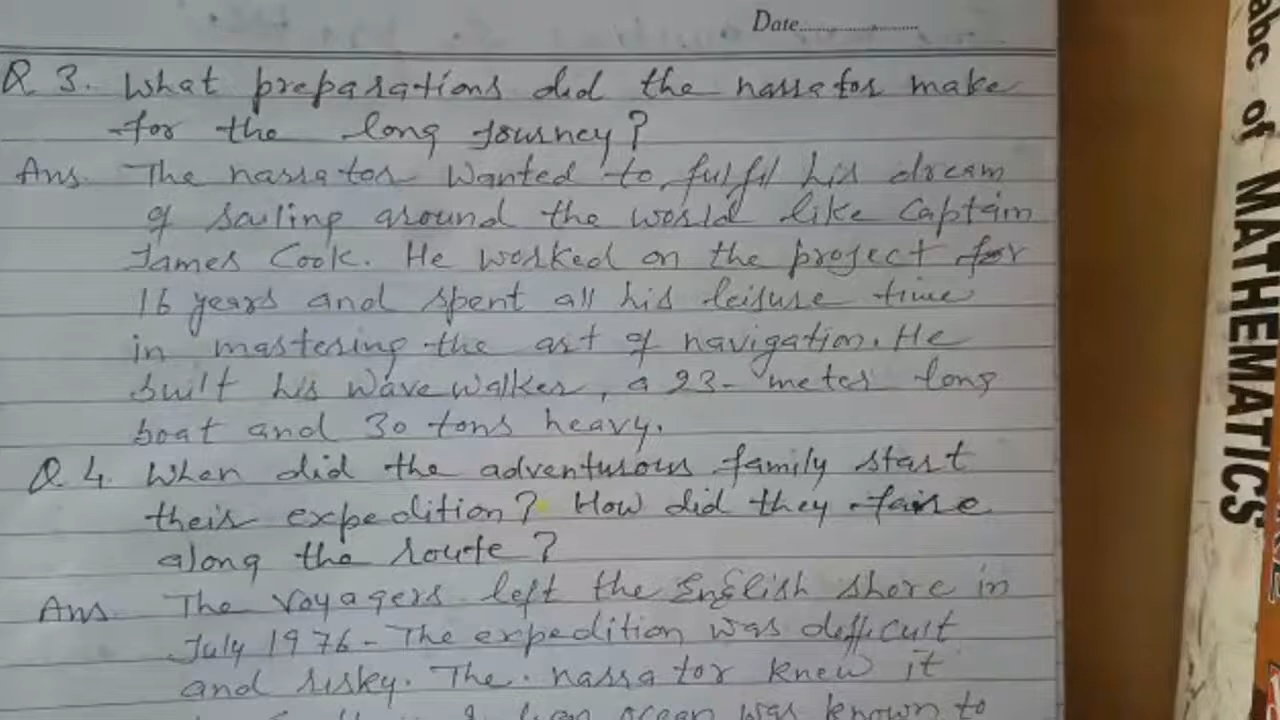 Date....................
Q 3. What preparations did the narrator make
for the long Journey?
Ans. The narrator wanted to fulfil his dream
of sailing around the world like Captain
James Cook. He worked on the project for
16 years and spent all his leisure time
in mastering the art of navigation. He
built his Wave walker, a 23-meter long
boat and 30 tons heavy.
Q 4. When did the adventurous family start
their expedition? How did they
along the route?
Ans. The Voyagers left the English shore in
July 1976- The expedition was difficult
and risky. The narrator knew it
ocean was known to
abc of MATHEMATICS